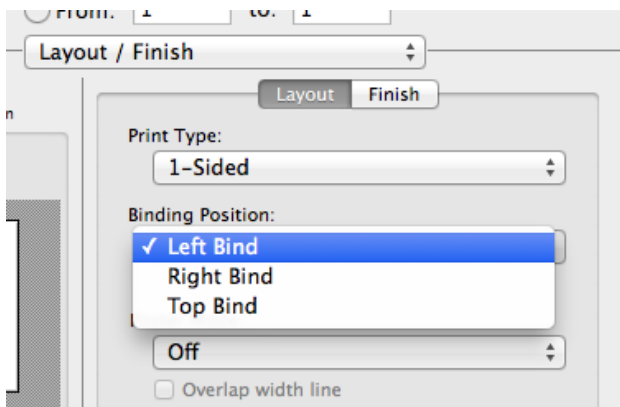 From: 1 to: 1
Layout / Finish
n
Layout Finish
Print Type:
1-Sided
Binding Position:
✓ Left Bind
Right Bind
Top Bind
Off
Overlap width line